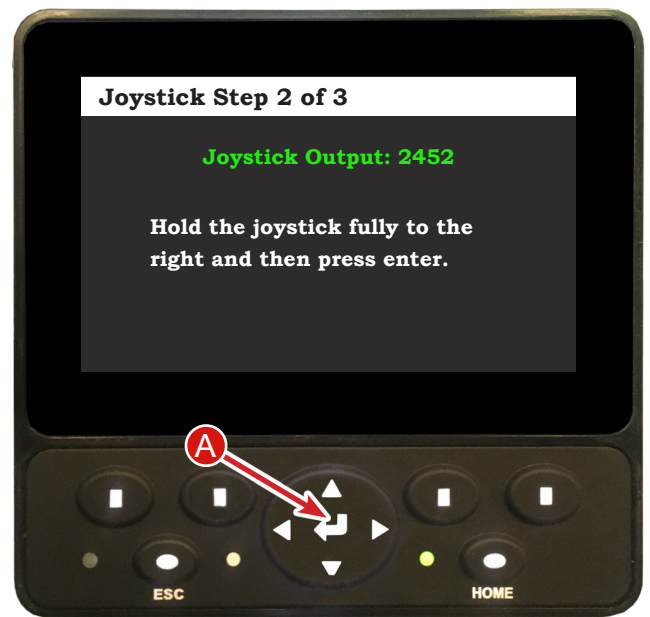 Joystick Step 2 of 3
Joystick Output: 2452
Hold the joystick fully to the
right and then press enter.
A
ESC
HOME